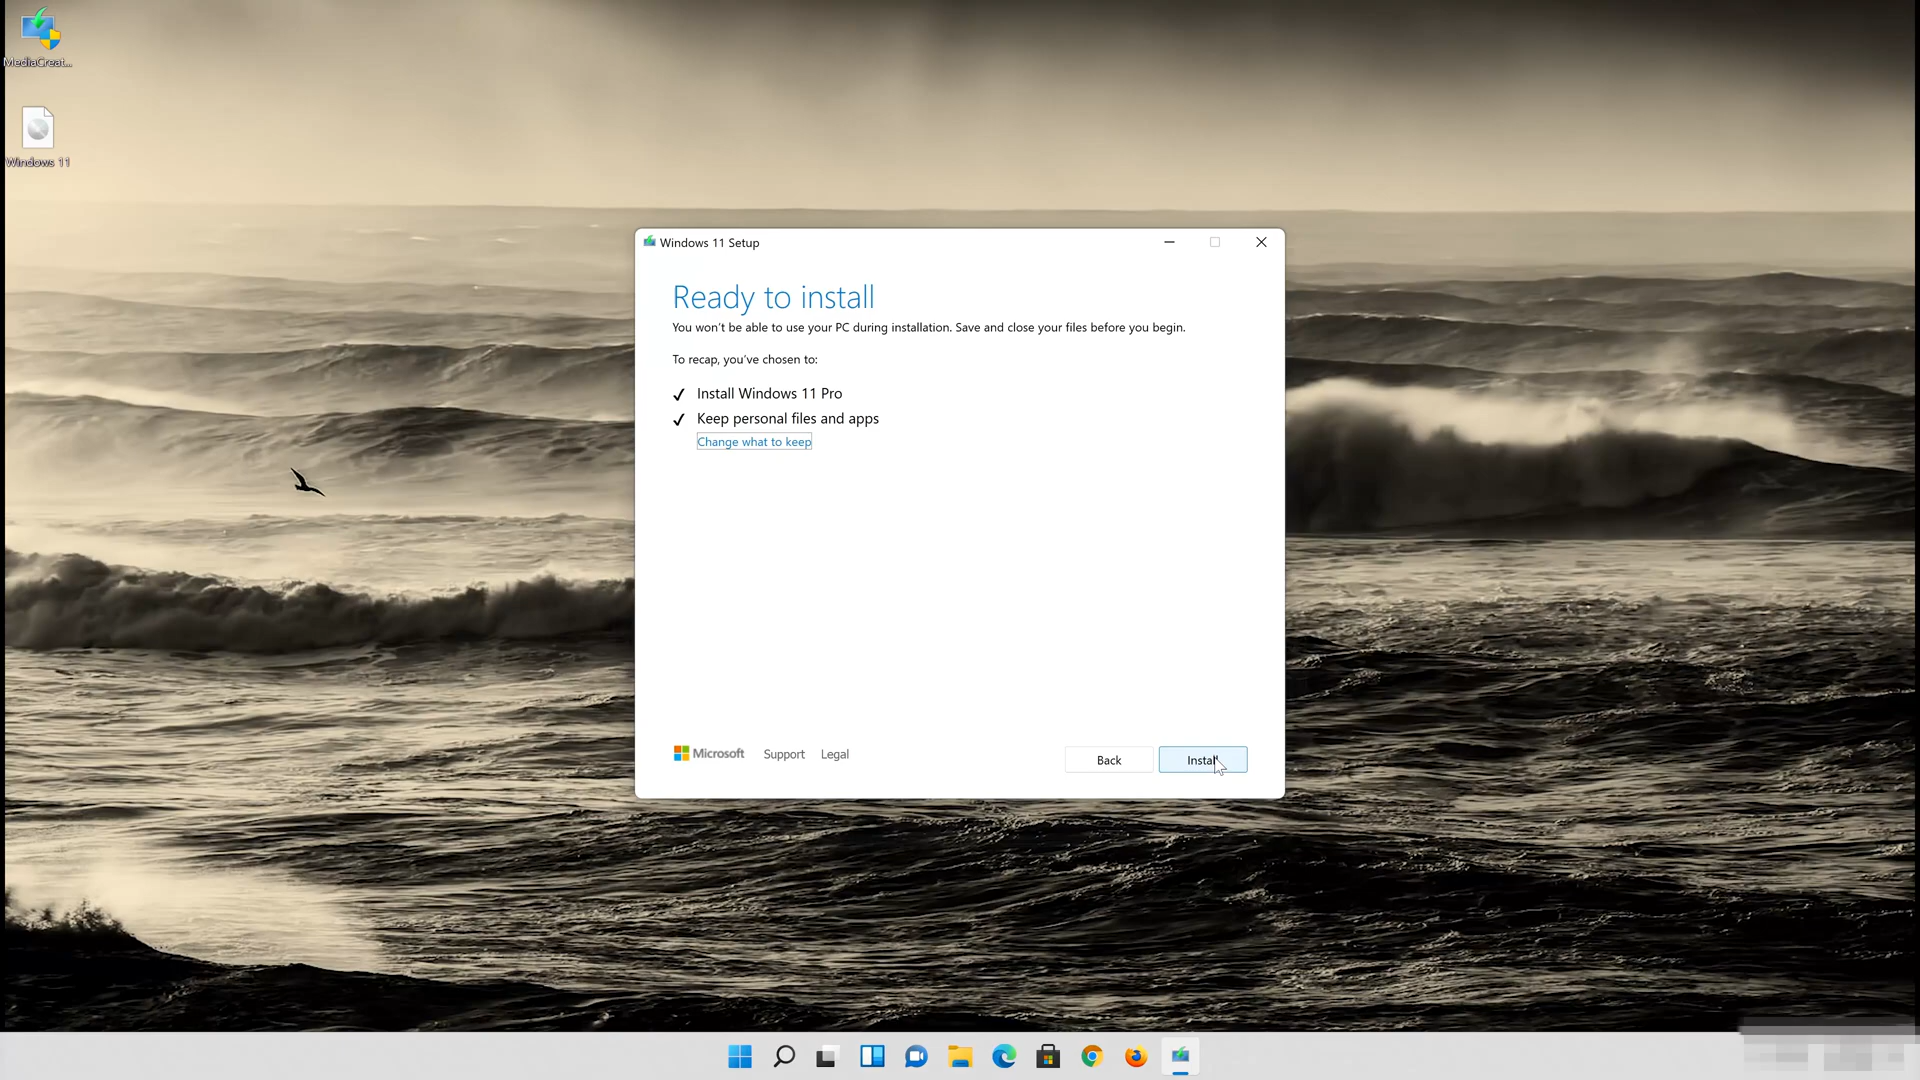 MediaCreat...
Windows 11
Windows 11 Setup
Ready to install
You won't be able to use your PC during installation. Save and close your files before you begin.
To recap, you've chosen to:
Install Windows 11 Pro
Keep personal files and apps
Change what to keep
Microsoft Support Legal
Back Install